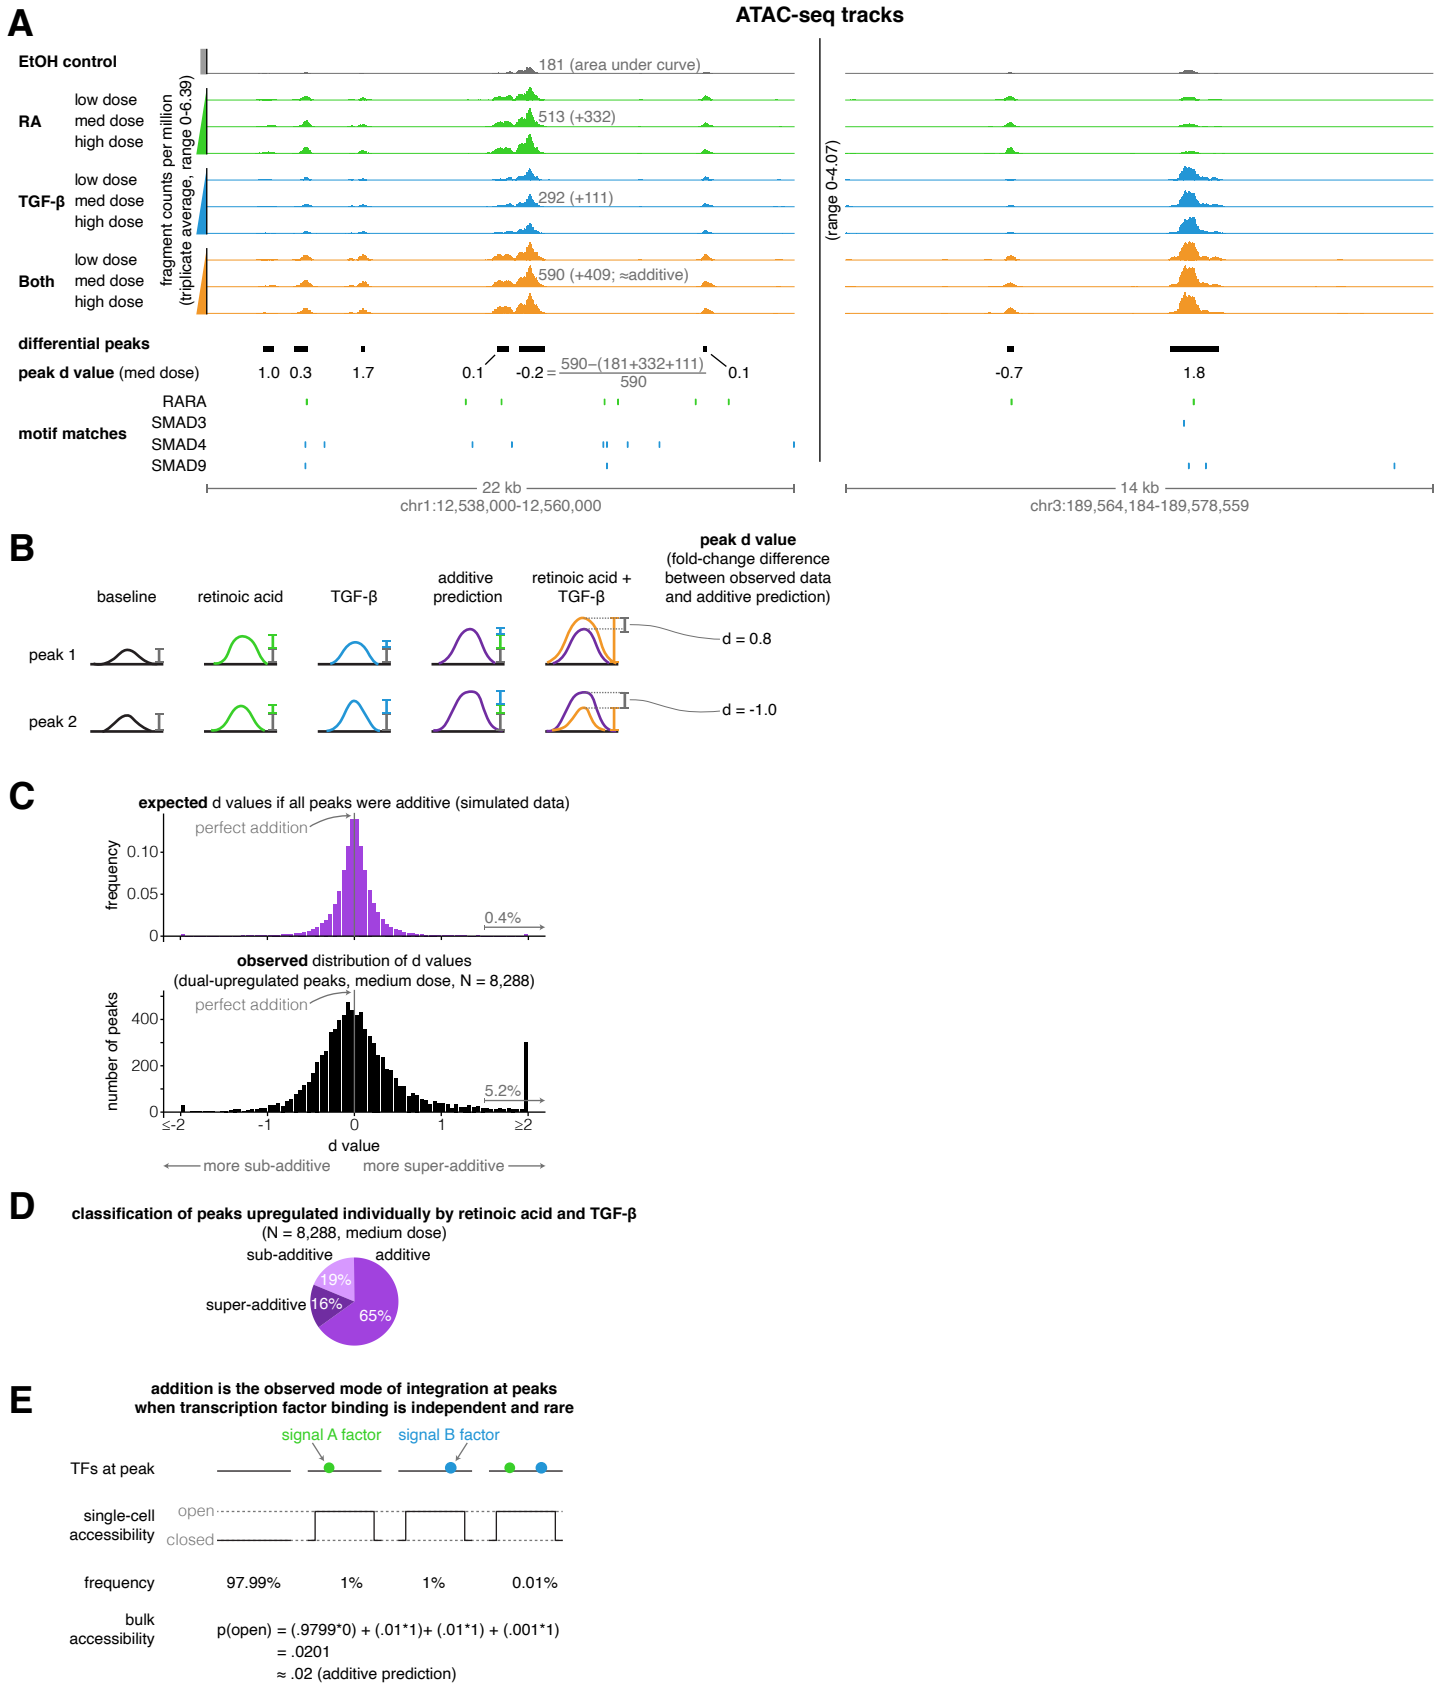 A
ATAC-seq tracks
EtOH control
RA
low dose
med dose
high dose
TGF-β
low dose
med dose
high dose
Both
low dose
med dose
high dose
fragment counts per million
(triplicate average, range 0-6.39)
181 (area under curve)
513 (+332)
292 (+111)
590 (+409; ≈additive)
(range 0-4.07)
differential peaks
peak d value (med dose)
1.0 0.3 1.7 0.1 -0.2 = 590−(181+332+111)
590
0.1 -0.7 1.8
motif matches
RARA
SMAD3
SMAD4
SMAD9
22 kb
chr1:12,538,000-12,560,000
14 kb
chr3:189,564,184-189,578,559
B
baseline
retinoic acid
TGF-β
additive
prediction
retinoic acid +
TGF-β
peak d value
(fold-change difference
between observed data
and additive prediction)
peak 1
d = 0.8
peak 2
d = -1.0
C
expected d values if all peaks were additive (simulated data)
perfect addition
frequency
0.10
0.05
0
0.4%
observed distribution of d values
(dual-upregulated peaks, medium dose, N = 8,288)
perfect addition
number of peaks
400
200
0
5.2%
≤-2 -1 0 1 ≥2
d value
more sub-additive more super-additive
D
classification of peaks upregulated individually by retinoic acid and TGF-β
(N = 8,288, medium dose)
sub-additive additive
19%
super-additive 16%
65%
E
addition is the observed mode of integration at peaks
when transcription factor binding is independent and rare
signal A factor signal B factor
TFs at peak
single-cell
accessibility
open
closed
frequency 97.99% 1% 1% 0.01%
bulk
accessibility
p(open) = (.9799*0) + (.01*1)+ (.01*1) + (.001*1)
= .0201
≈ .02 (additive prediction)